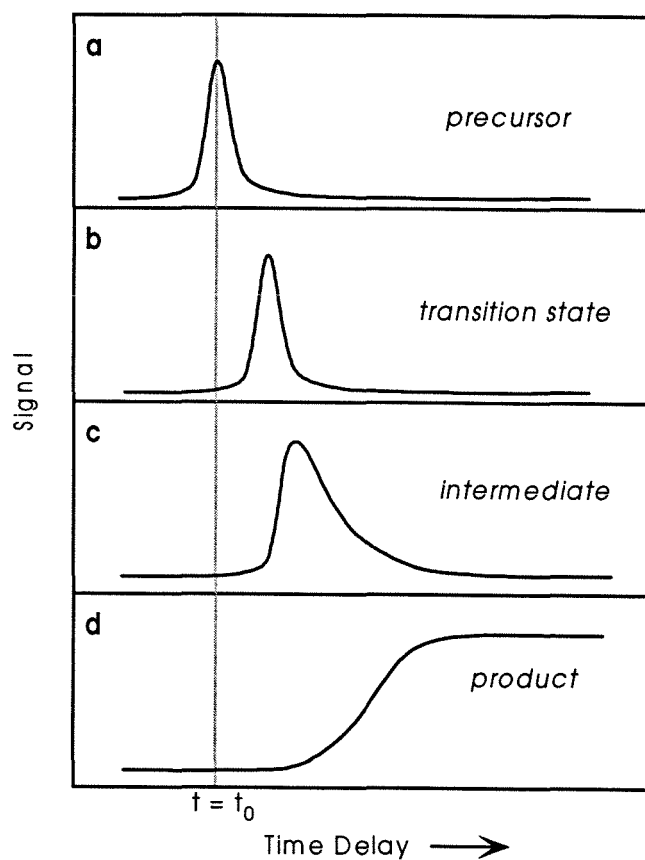 a
precursor
b
transition state
Signal
c
intermediate
d
product
t = t₀
Time Delay